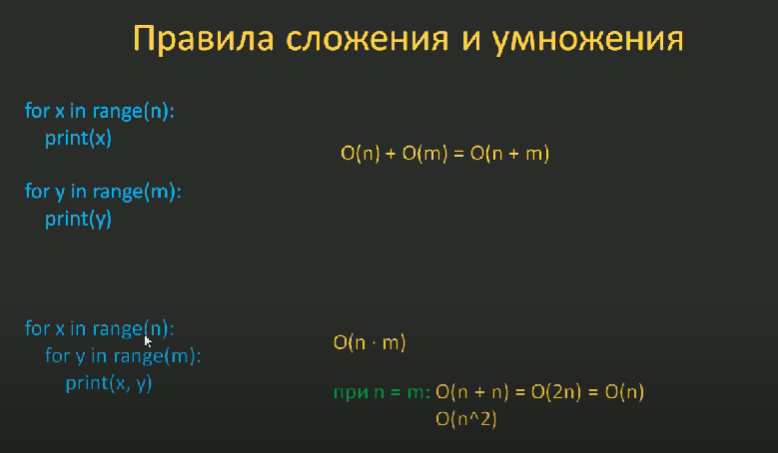 Правила сложения и умножения
for x in range(n):
print(x)
O(n) + O(m) = O(n + m)
for y in range(m):
print(y)
for x in range(n):
for y in range(m):
print(x, y)
O(n · m)
при n = m: O(n + n) = O(2n) = O(n)
O(n^2)